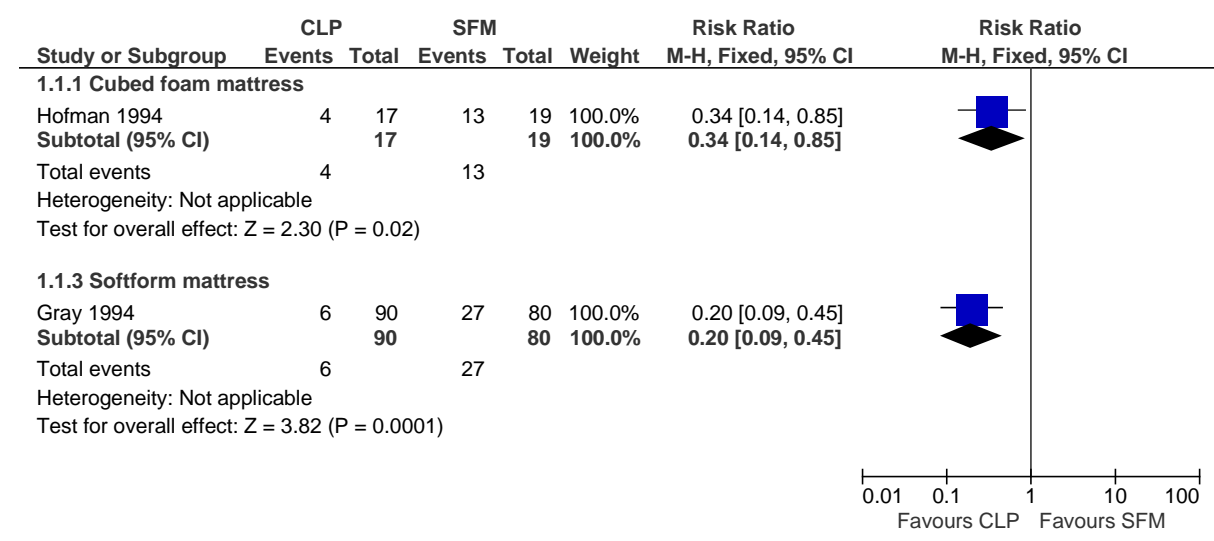 CLP SFM Risk Ratio Risk Ratio
Study or Subgroup Events Total Events Total Weight M-H, Fixed, 95% CI M-H, Fixed, 95% CI
1.1.1 Cubed foam mattress
Hofman 1994 4 17 13 19 100.0% 0.34 [0.14, 0.85]
Subtotal (95% CI) 17 19 100.0% 0.34 [0.14, 0.85]
Total events 4 13
Heterogeneity: Not applicable
Test for overall effect: Z = 2.30 (P = 0.02)
1.1.3 Softform mattress
Gray 1994 6 90 27 80 100.0% 0.20 [0.09, 0.45]
Subtotal (95% CI) 90 80 100.0% 0.20 [0.09, 0.45]
Total events 6 27
Heterogeneity: Not applicable
Test for overall effect: Z = 3.82 (P = 0.0001)
0.01 0.1 1 10 100
Favours CLP Favours SFM